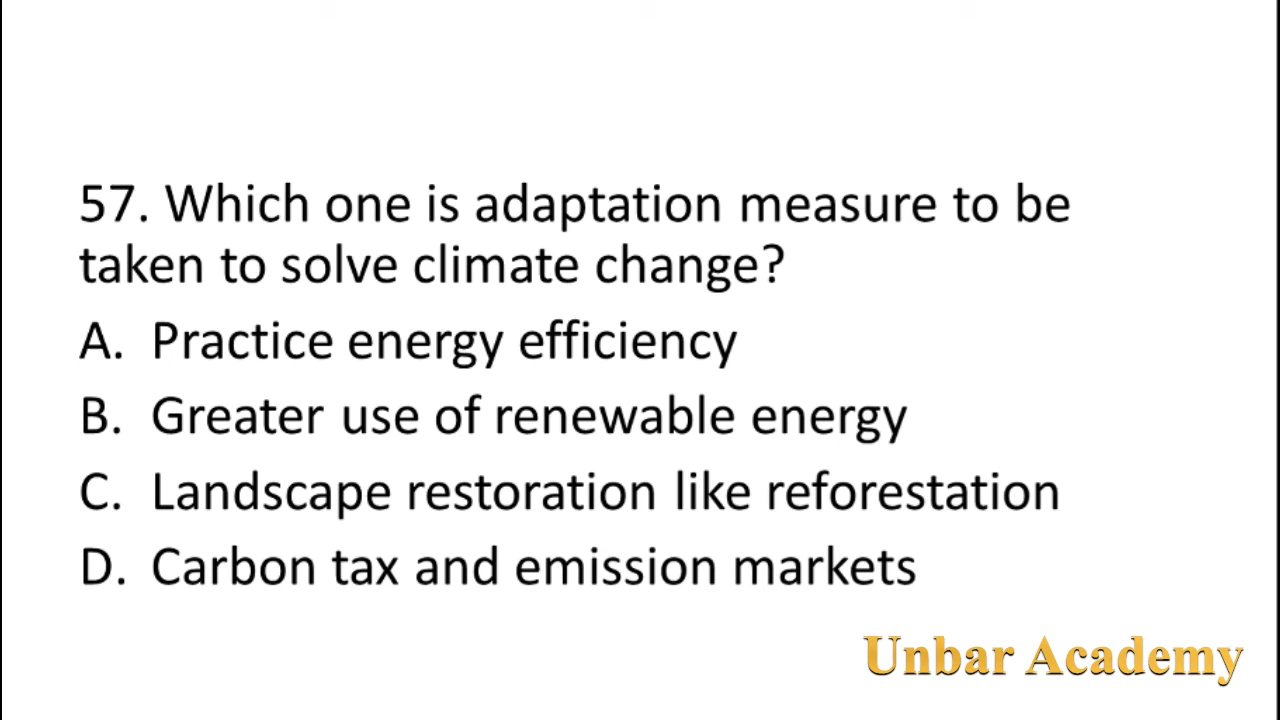 57. Which one is adaptation measure to be
taken to solve climate change?
A. Practice energy efficiency
B. Greater use of renewable energy
C. Landscape restoration like reforestation
D. Carbon tax and emission markets
Unbar Academy